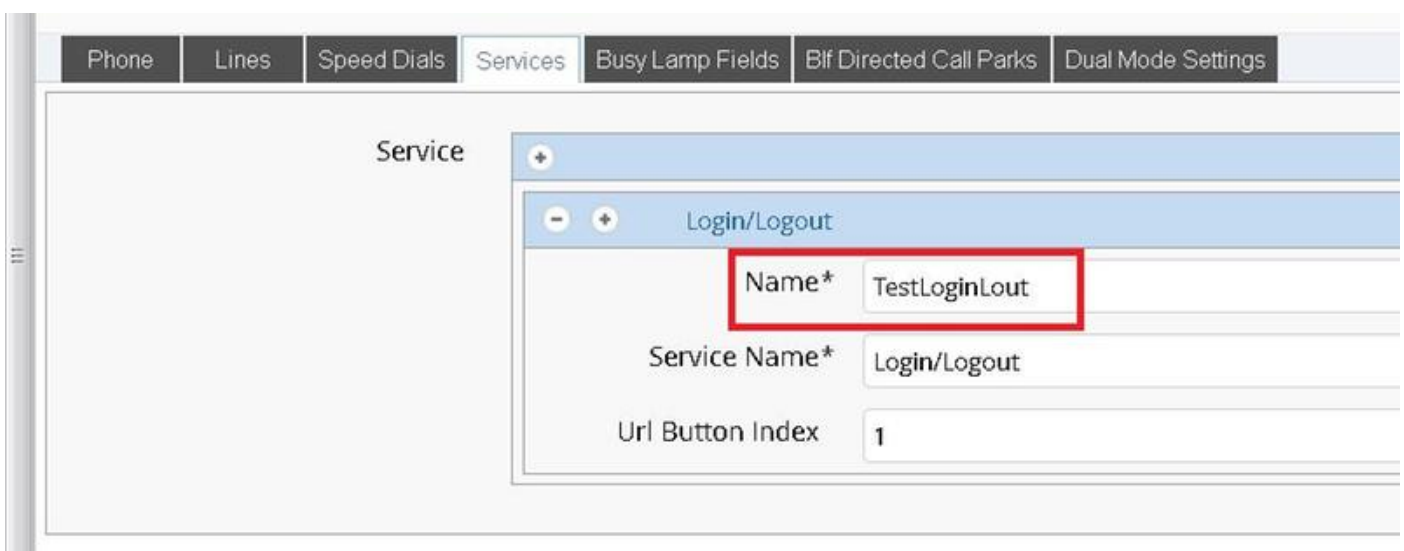 Phone Lines Speed Dials Services Busy Lamp Fields Blf Directed Call Parks Dual Mode Settings
Service
Login/Logout
Name* TestLoginLout
Service Name* Login/Logout
Url Button Index 1